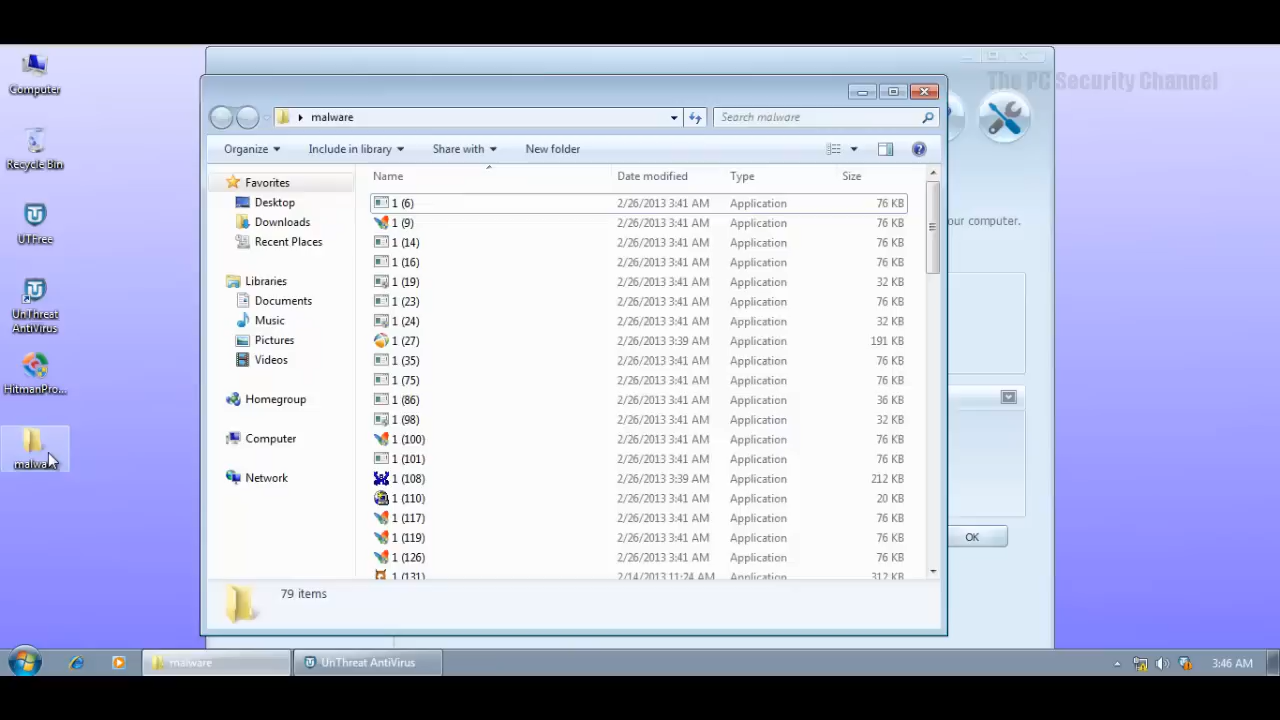 The PC Security Channel
Computer
Recycle Bin
UTFree
UnThreat
AntiVirus
HitmanPro...
malware
malware
Search malware
Organize
Include in library
Share with
New folder
Name
Date modified
Type
Size
Favorites
Desktop
Downloads
Recent Places
Libraries
Documents
Music
Pictures
Videos
Homegroup
Computer
Network
1 (6) 2/26/2013 3:41 AM Application 76 KB
1 (9) 2/26/2013 3:41 AM Application 76 KB
1 (14) 2/26/2013 3:41 AM Application 76 KB
1 (16) 2/26/2013 3:41 AM Application 76 KB
1 (19) 2/26/2013 3:41 AM Application 32 KB
1 (23) 2/26/2013 3:41 AM Application 76 KB
1 (24) 2/26/2013 3:41 AM Application 32 KB
1 (27) 2/26/2013 3:39 AM Application 191 KB
1 (35) 2/26/2013 3:41 AM Application 76 KB
1 (75) 2/26/2013 3:41 AM Application 76 KB
1 (86) 2/26/2013 3:41 AM Application 36 KB
1 (98) 2/26/2013 3:41 AM Application 32 KB
1 (100) 2/26/2013 3:41 AM Application 76 KB
1 (101) 2/26/2013 3:41 AM Application 76 KB
1 (108) 2/26/2013 3:39 AM Application 212 KB
1 (110) 2/26/2013 3:41 AM Application 20 KB
1 (117) 2/26/2013 3:41 AM Application 76 KB
1 (119) 2/26/2013 3:41 AM Application 76 KB
1 (126) 2/26/2013 3:41 AM Application 76 KB
1 (131) 2/14/2013 11:24 AM Application 312 KB
79 items
our computer.
OK
malware
UnThreat AntiVirus
3:46 AM